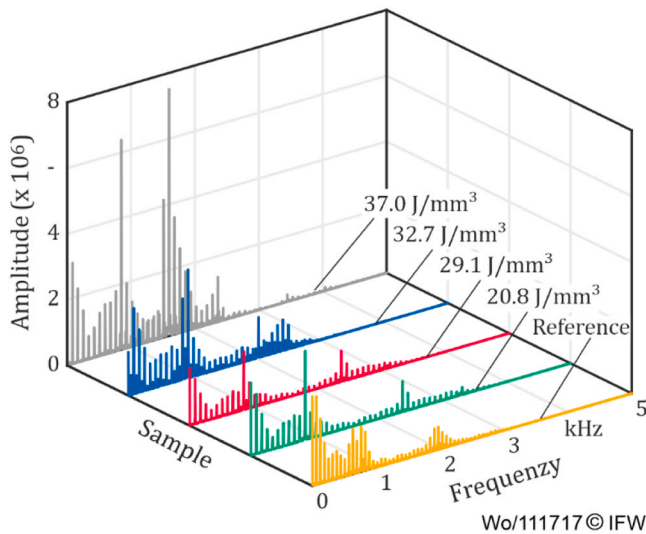 8
-
4
2
0
Amplitude (x 10⁶)
37.0 J/mm³
32.7 J/mm³
29.1 J/mm³
20.8 J/mm³
Reference
Sample
0
1
2
3
kHz
5
Frequenzy
Wo/111717 © IFW